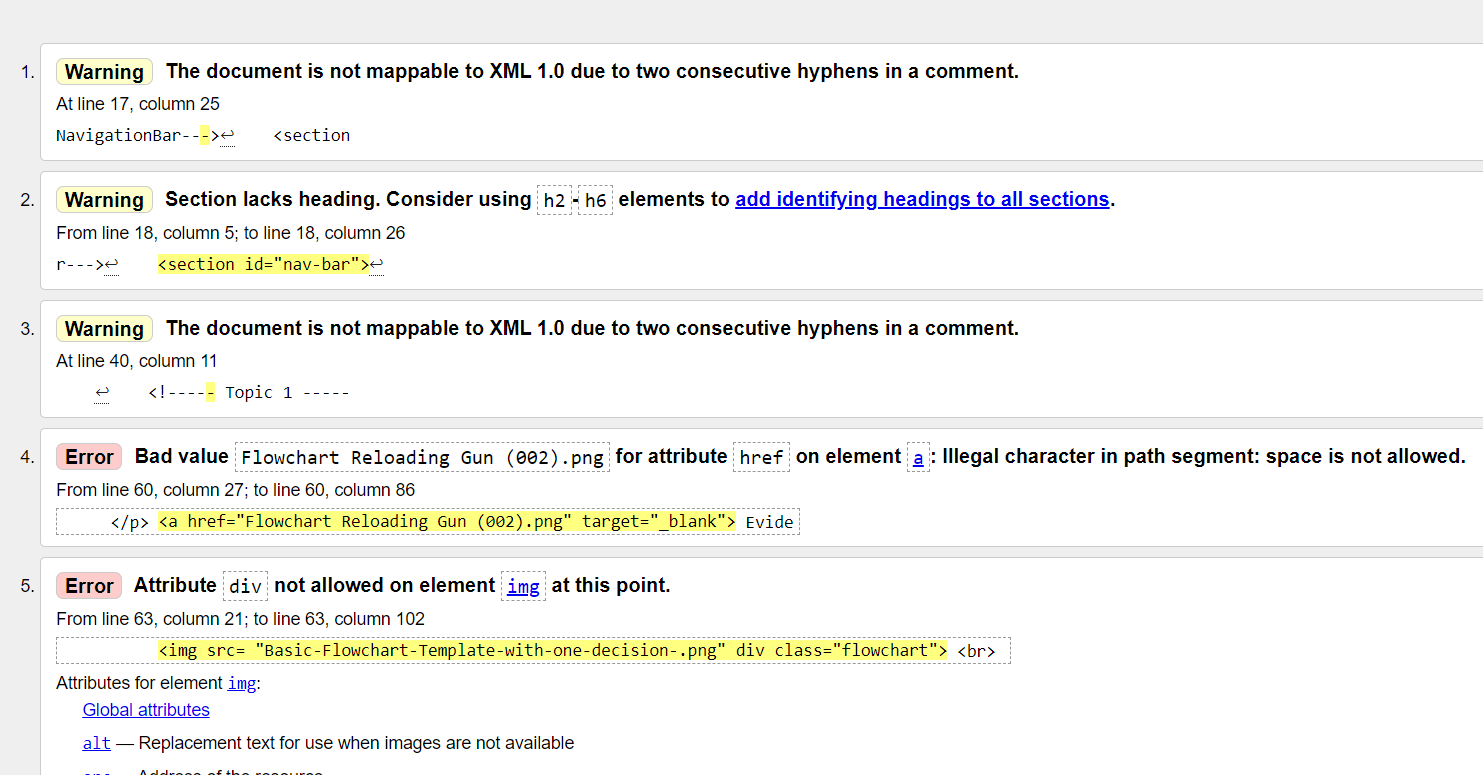 1. Warning The document is not mappable to XML 1.0 due to two consecutive hyphens in a comment.
At line 17, column 25
NavigationBar--->↩    <section
2. Warning Section lacks heading. Consider using h2-h6 elements to add identifying headings to all sections.
From line 18, column 5; to line 18, column 26
r--->↩    <section id="nav-bar">↩
3. Warning The document is not mappable to XML 1.0 due to two consecutive hyphens in a comment.
At line 40, column 11
↩    <!----- Topic 1 -----
4. Error Bad value Flowchart Reloading Gun (002).png for attribute href on element a: Illegal character in path segment: space is not allowed.
From line 60, column 27; to line 60, column 86
</p> <a href="Flowchart Reloading Gun (002).png" target="_blank"> Evide
5. Error Attribute div not allowed on element img at this point.
From line 63, column 21; to line 63, column 102
<img src= "Basic-Flowchart-Template-with-one-decision-.png" div class="flowchart"> <br>
Attributes for element img:
Global attributes
alt — Replacement text for use when images are not available